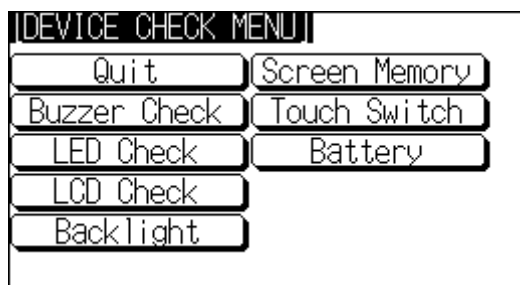 [DEVICE CHECK MENU]
Quit
Screen Memory
Buzzer Check
Touch Switch
LED Check
Battery
LCD Check
Backlight